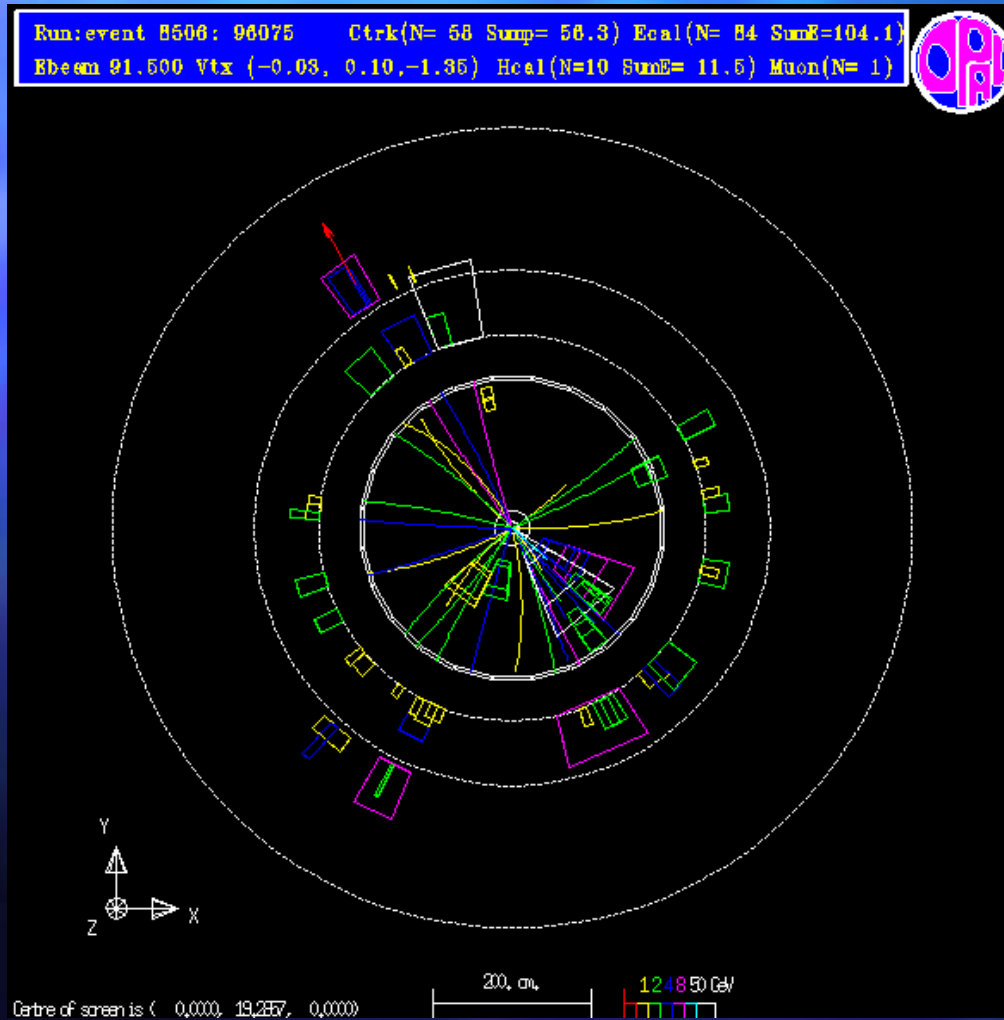 Run:event 8506: 96075 Ctrk(N= 58 Sump= 56.3) Ecal(N= 84 SumE=104.1)
Ebeam 91.500 Vtx (-0.03, 0.10,-1.35) Hcal(N=10 SumE= 11.5) Muon(N= 1)
OPAL
Y
X
Z
200. cm.
1 2 4 8 50 GeV
Centre of screen is ( 0.0000, 19.2857, 0.0000)